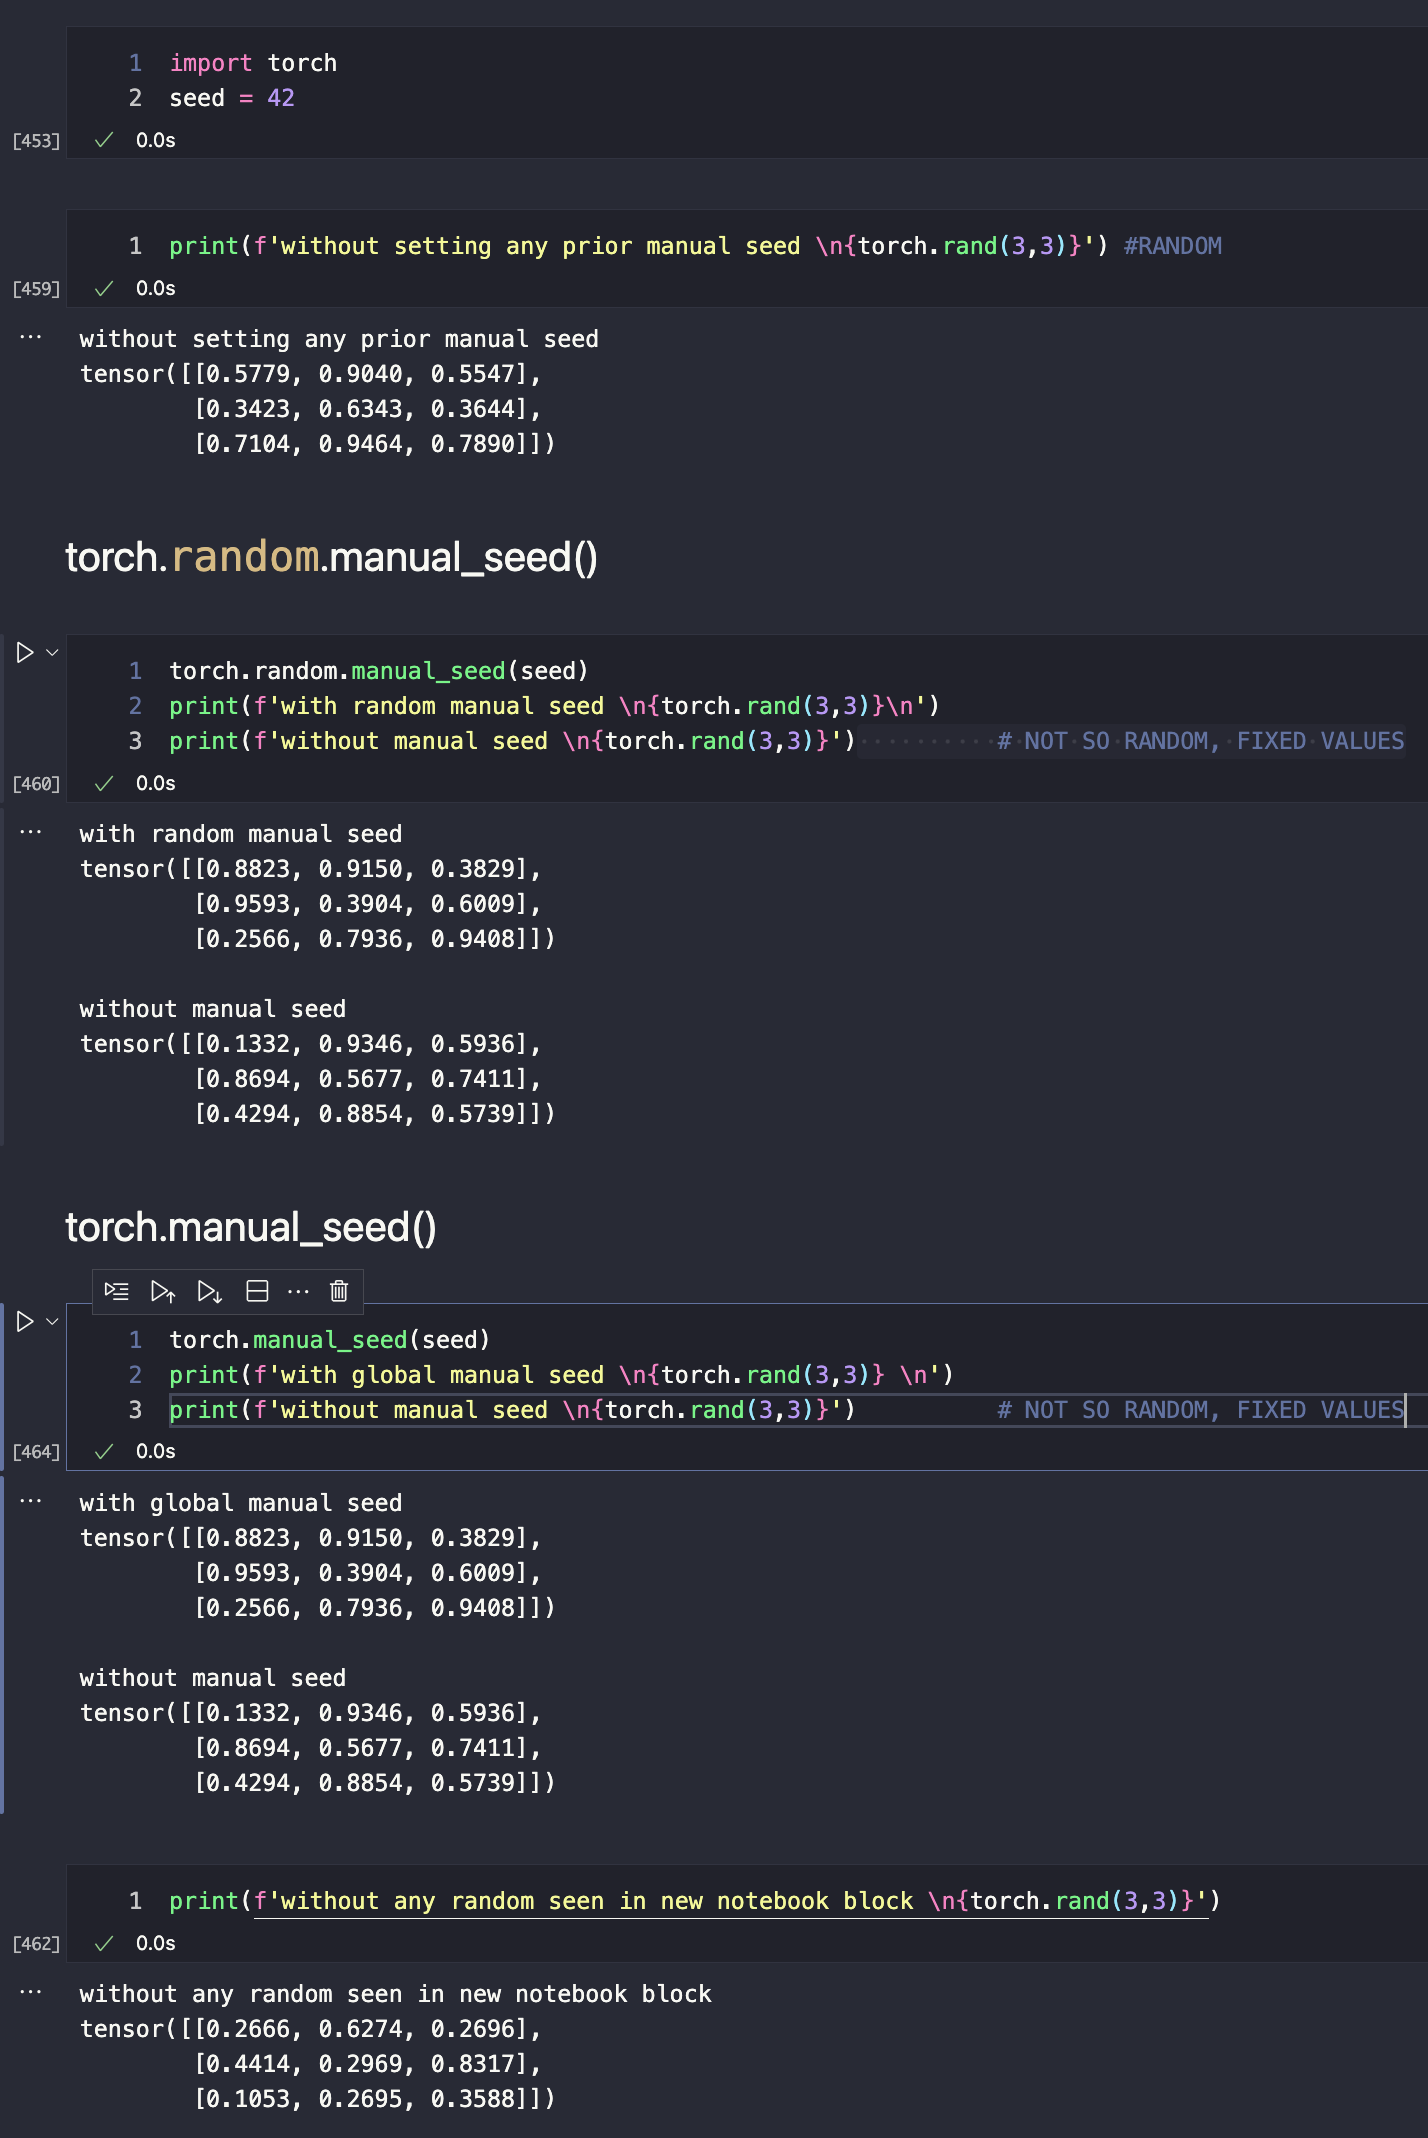 1 import torch
2 seed = 42
[453] ✓ 0.0s
1 print(f'without setting any prior manual seed \n{torch.rand(3,3)}') #RANDOM
[459] ✓ 0.0s
... without setting any prior manual seed
tensor([[0.5779, 0.9040, 0.5547],
[0.3423, 0.6343, 0.3644],
[0.7104, 0.9464, 0.7890]])
torch.random.manual_seed()
1 torch.random.manual_seed(seed)
2 print(f'with random manual seed \n{torch.rand(3,3)}\n')
3 print(f'without manual seed \n{torch.rand(3,3)}') # NOT SO RANDOM, FIXED VALUES
[460] ✓ 0.0s
... with random manual seed
tensor([[0.8823, 0.9150, 0.3829],
[0.9593, 0.3904, 0.6009],
[0.2566, 0.7936, 0.9408]])
without manual seed
tensor([[0.1332, 0.9346, 0.5936],
[0.8694, 0.5677, 0.7411],
[0.4294, 0.8854, 0.5739]])
torch.manual_seed()
1 torch.manual_seed(seed)
2 print(f'with global manual seed \n{torch.rand(3,3)} \n')
3 print(f'without manual seed \n{torch.rand(3,3)}') # NOT SO RANDOM, FIXED VALUES
[464] ✓ 0.0s
... with global manual seed
tensor([[0.8823, 0.9150, 0.3829],
[0.9593, 0.3904, 0.6009],
[0.2566, 0.7936, 0.9408]])
without manual seed
tensor([[0.1332, 0.9346, 0.5936],
[0.8694, 0.5677, 0.7411],
[0.4294, 0.8854, 0.5739]])
1 print(f'without any random seen in new notebook block \n{torch.rand(3,3)}')
[462] ✓ 0.0s
... without any random seen in new notebook block
tensor([[0.2666, 0.6274, 0.2696],
[0.4414, 0.2969, 0.8317],
[0.1053, 0.2695, 0.3588]])